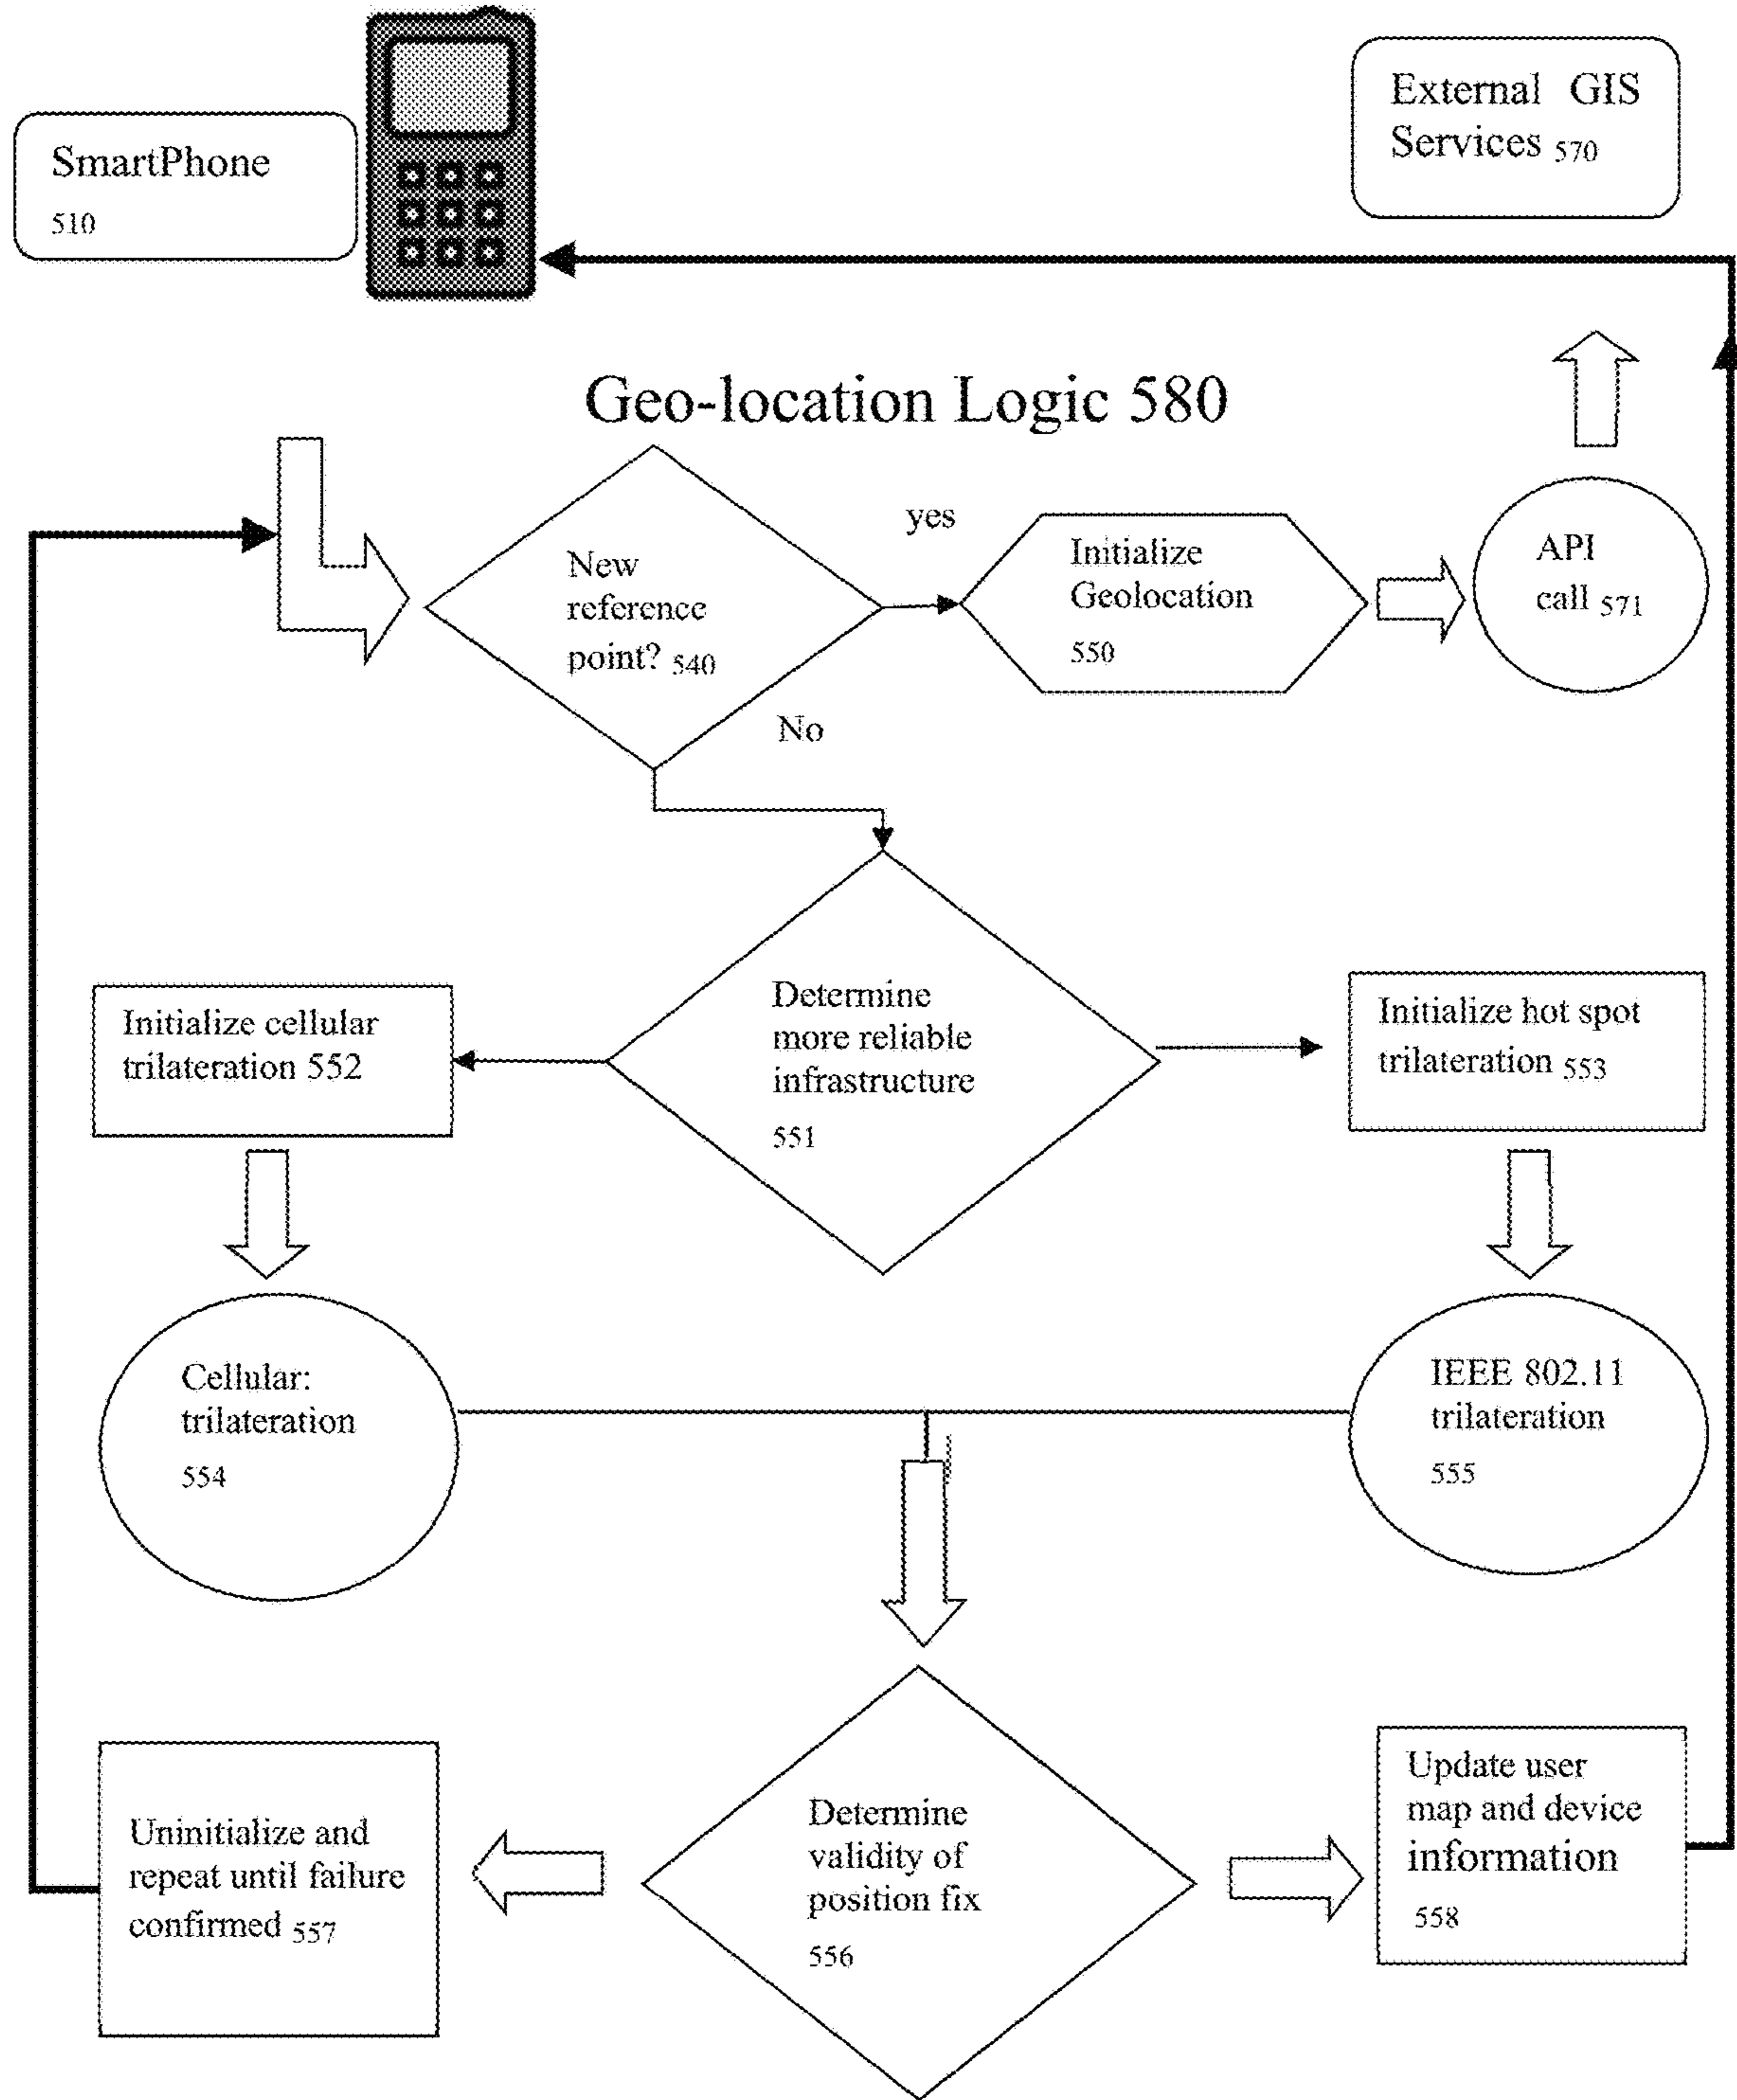 SmartPhone
510
External GIS
Services 570
Geo-location Logic 580
New
reference
point? 540
yes
No
Initialize
Geolocation
550
API
call 571
Determine
more reliable
infrastructure
551
Initialize cellular
trilateration 552
Initialize hot spot
trilateration 553
Cellular:
trilateration
554
IEEE 802.11
trilateration
555
Uninitialize and
repeat until failure
confirmed 557
Determine
validity of
position fix
556
Update user
map and device
information
558